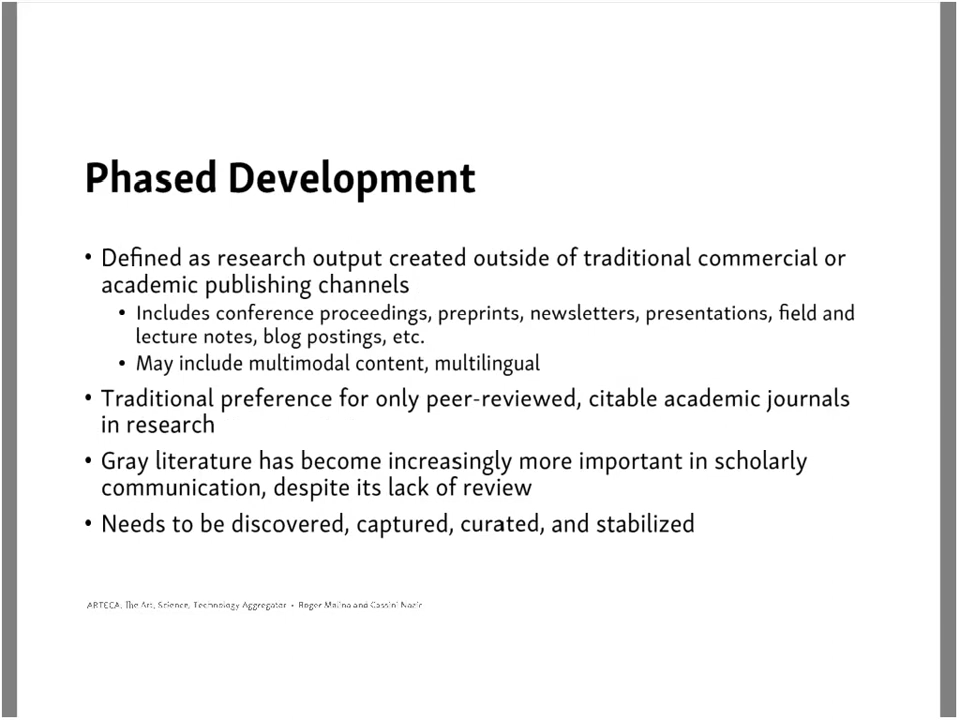 Phased Development
• Defined as research output created outside of traditional commercial or
academic publishing channels
• Includes conference proceedings, preprints, newsletters, presentations, field and
lecture notes, blog postings, etc.
• May include multimodal content, multilingual
• Traditional preference for only peer-reviewed, citable academic journals
in research
• Gray literature has become increasingly more important in scholarly
communication, despite its lack of review
• Needs to be discovered, captured, curated, and stabilized
ARTECA, The Art, Science, Technology Aggregator • Roger Malina and Cassini Nazir